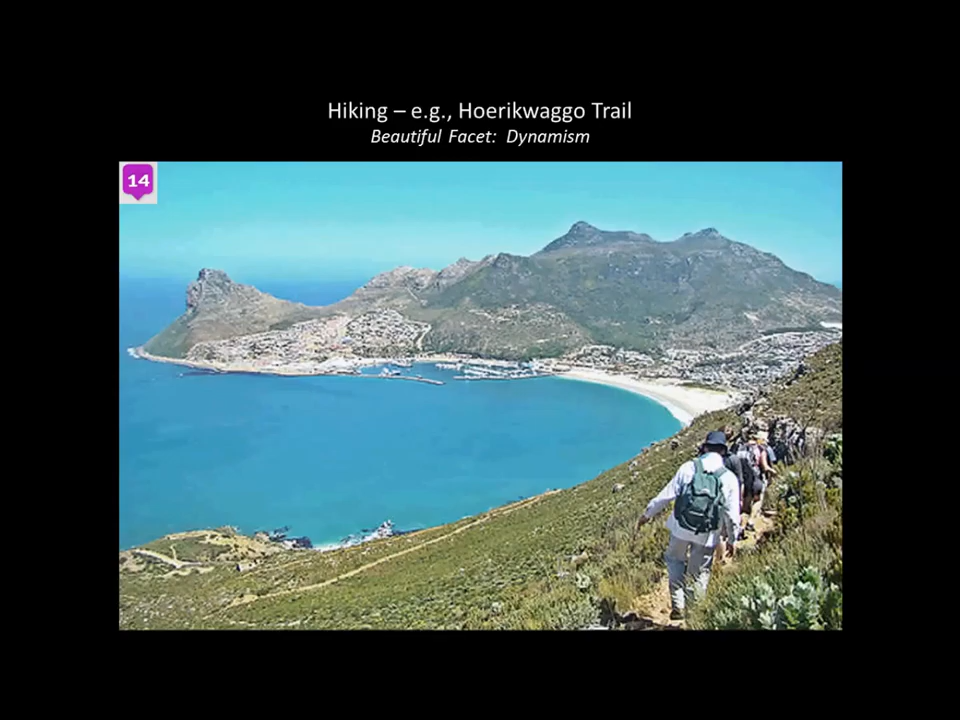 Hiking – e.g., Hoerikwaggo Trail
Beautiful Facet:  Dynamism
14